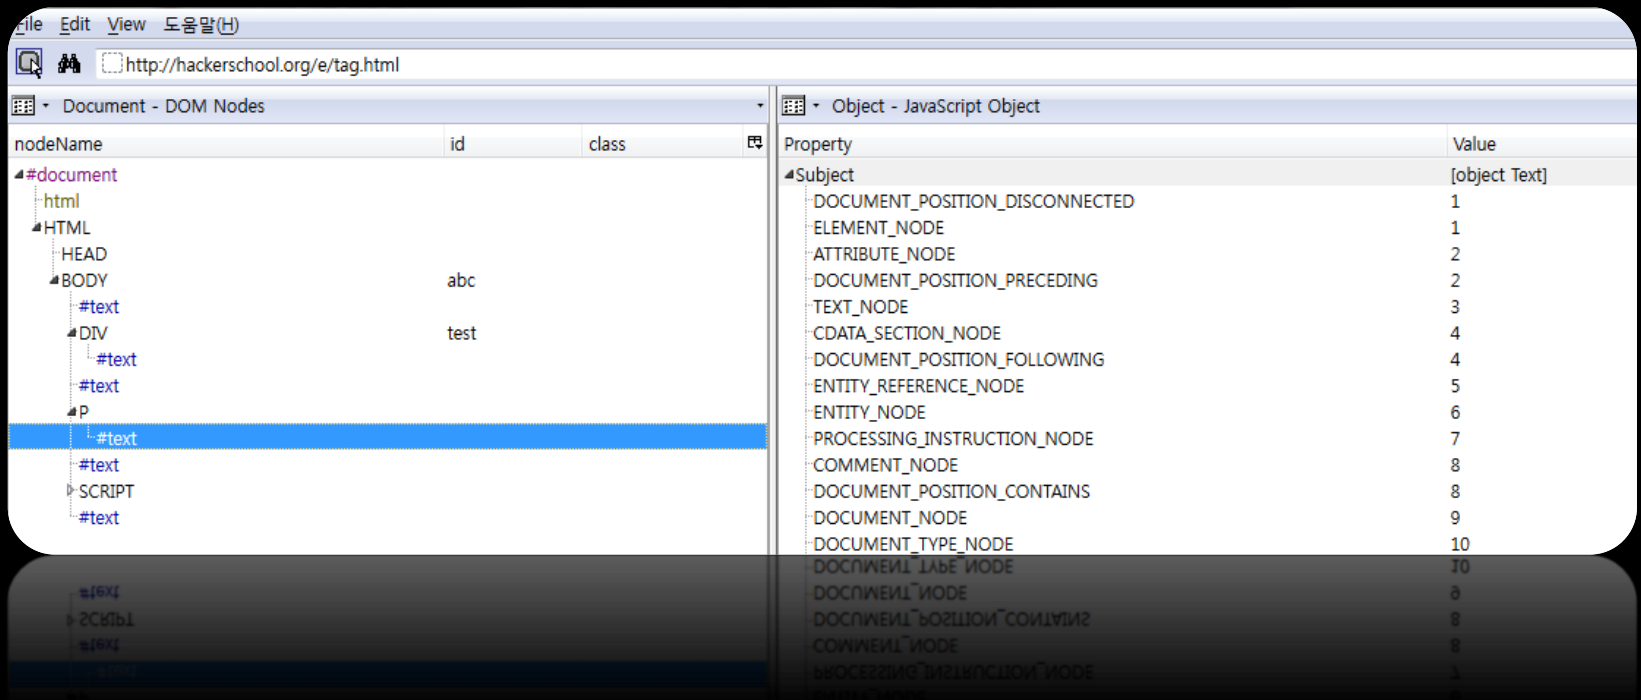 File Edit View 도움말(H)
http://hackerschool.org/e/tag.html
Document - DOM Nodes
nodeName id class
#document
html
HTML
HEAD
BODY abc
#text
DIV test
#text
#text
P
#text
#text
SCRIPT
#text
Object - JavaScript Object
Property Value
Subject [object Text]
DOCUMENT_POSITION_DISCONNECTED 1
ELEMENT_NODE 1
ATTRIBUTE_NODE 2
DOCUMENT_POSITION_PRECEDING 2
TEXT_NODE 3
CDATA_SECTION_NODE 4
DOCUMENT_POSITION_FOLLOWING 4
ENTITY_REFERENCE_NODE 5
ENTITY_NODE 6
PROCESSING_INSTRUCTION_NODE 7
COMMENT_NODE 8
DOCUMENT_POSITION_CONTAINS 8
DOCUMENT_NODE 9
DOCUMENT_TYPE_NODE 10